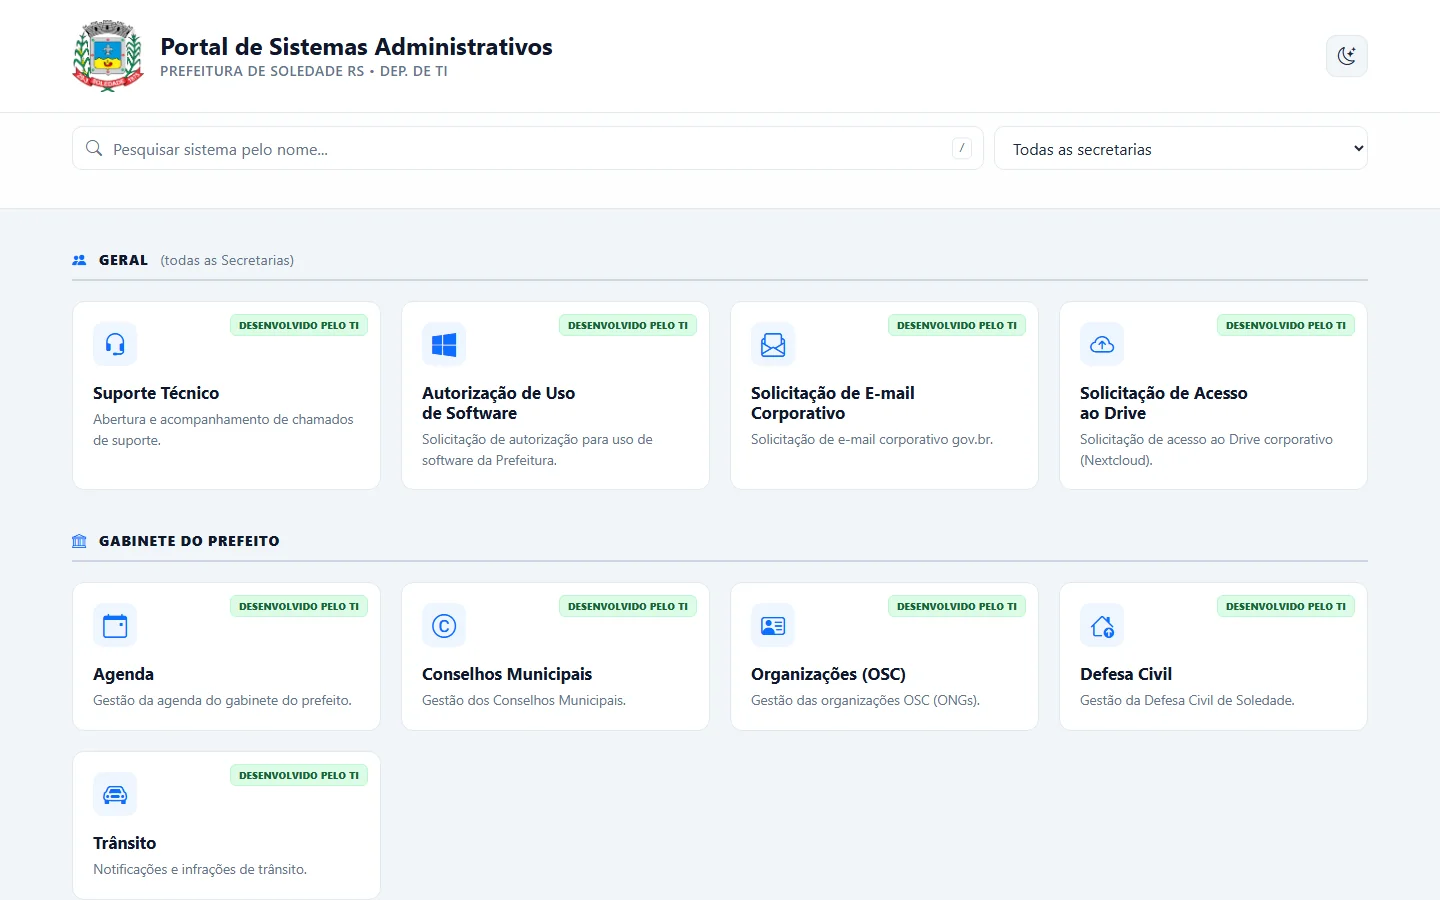 Portal de Sistemas Administrativos
PREFEITURA DE SOLEDADE RS • DEP. DE TI
Pesquisar sistema pelo nome...
/
Todas as secretarias
GERAL (todas as Secretarias)
DESENVOLVIDO PELO TI
Suporte Técnico
Abertura e acompanhamento de chamados
de suporte.
DESENVOLVIDO PELO TI
Autorização de Uso
de Software
Solicitação de autorização para uso de
software da Prefeitura.
DESENVOLVIDO PELO TI
Solicitação de E-mail
Corporativo
Solicitação de e-mail corporativo gov.br.
DESENVOLVIDO PELO TI
Solicitação de Acesso
ao Drive
Solicitação de acesso ao Drive corporativo
(Nextcloud).
GABINETE DO PREFEITO
DESENVOLVIDO PELO TI
Agenda
Gestão da agenda do gabinete do prefeito.
DESENVOLVIDO PELO TI
Conselhos Municipais
Gestão dos Conselhos Municipais.
DESENVOLVIDO PELO TI
Organizações (OSC)
Gestão das organizações OSC (ONGs).
DESENVOLVIDO PELO TI
Defesa Civil
Gestão da Defesa Civil de Soledade.
DESENVOLVIDO PELO TI
Trânsito
Notificações e infrações de trânsito.